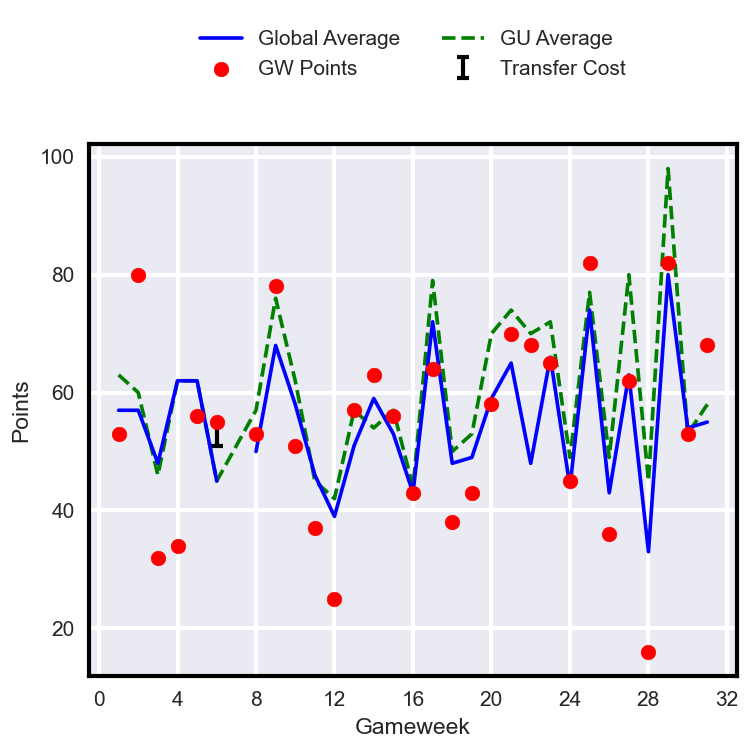 Global Average GU Average
GW Points Transfer Cost
100
80
60
40
20
Points
0 4 8 12 16 20 24 28 32
Gameweek